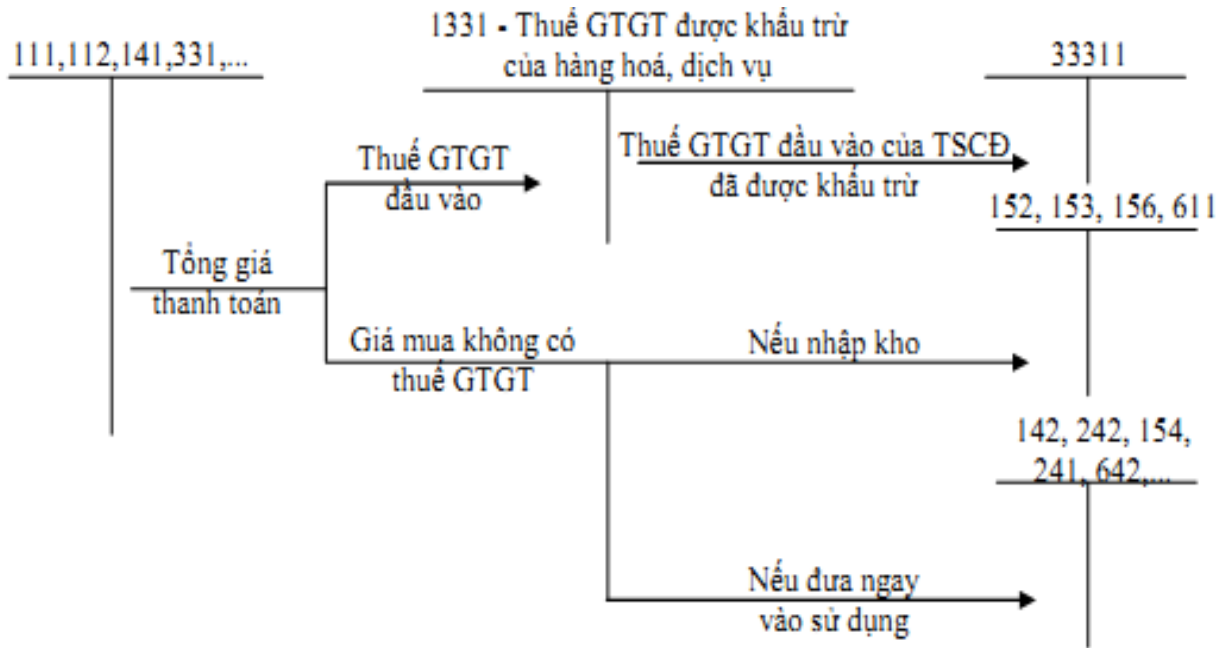 111,112,141,331,...
1331 - Thuế GTGT được khấu trừ
của hàng hoá, dịch vụ
33311
Thuế GTGT
đầu vào
Thuế GTGT đầu vào của TSCĐ
đã được khấu trừ
152, 153, 156, 611
Tổng giá
thanh toán
Giá mua không có
thuế GTGT
Nếu nhập kho
142, 242, 154,
241, 642,...
Nếu đưa ngay
vào sử dụng